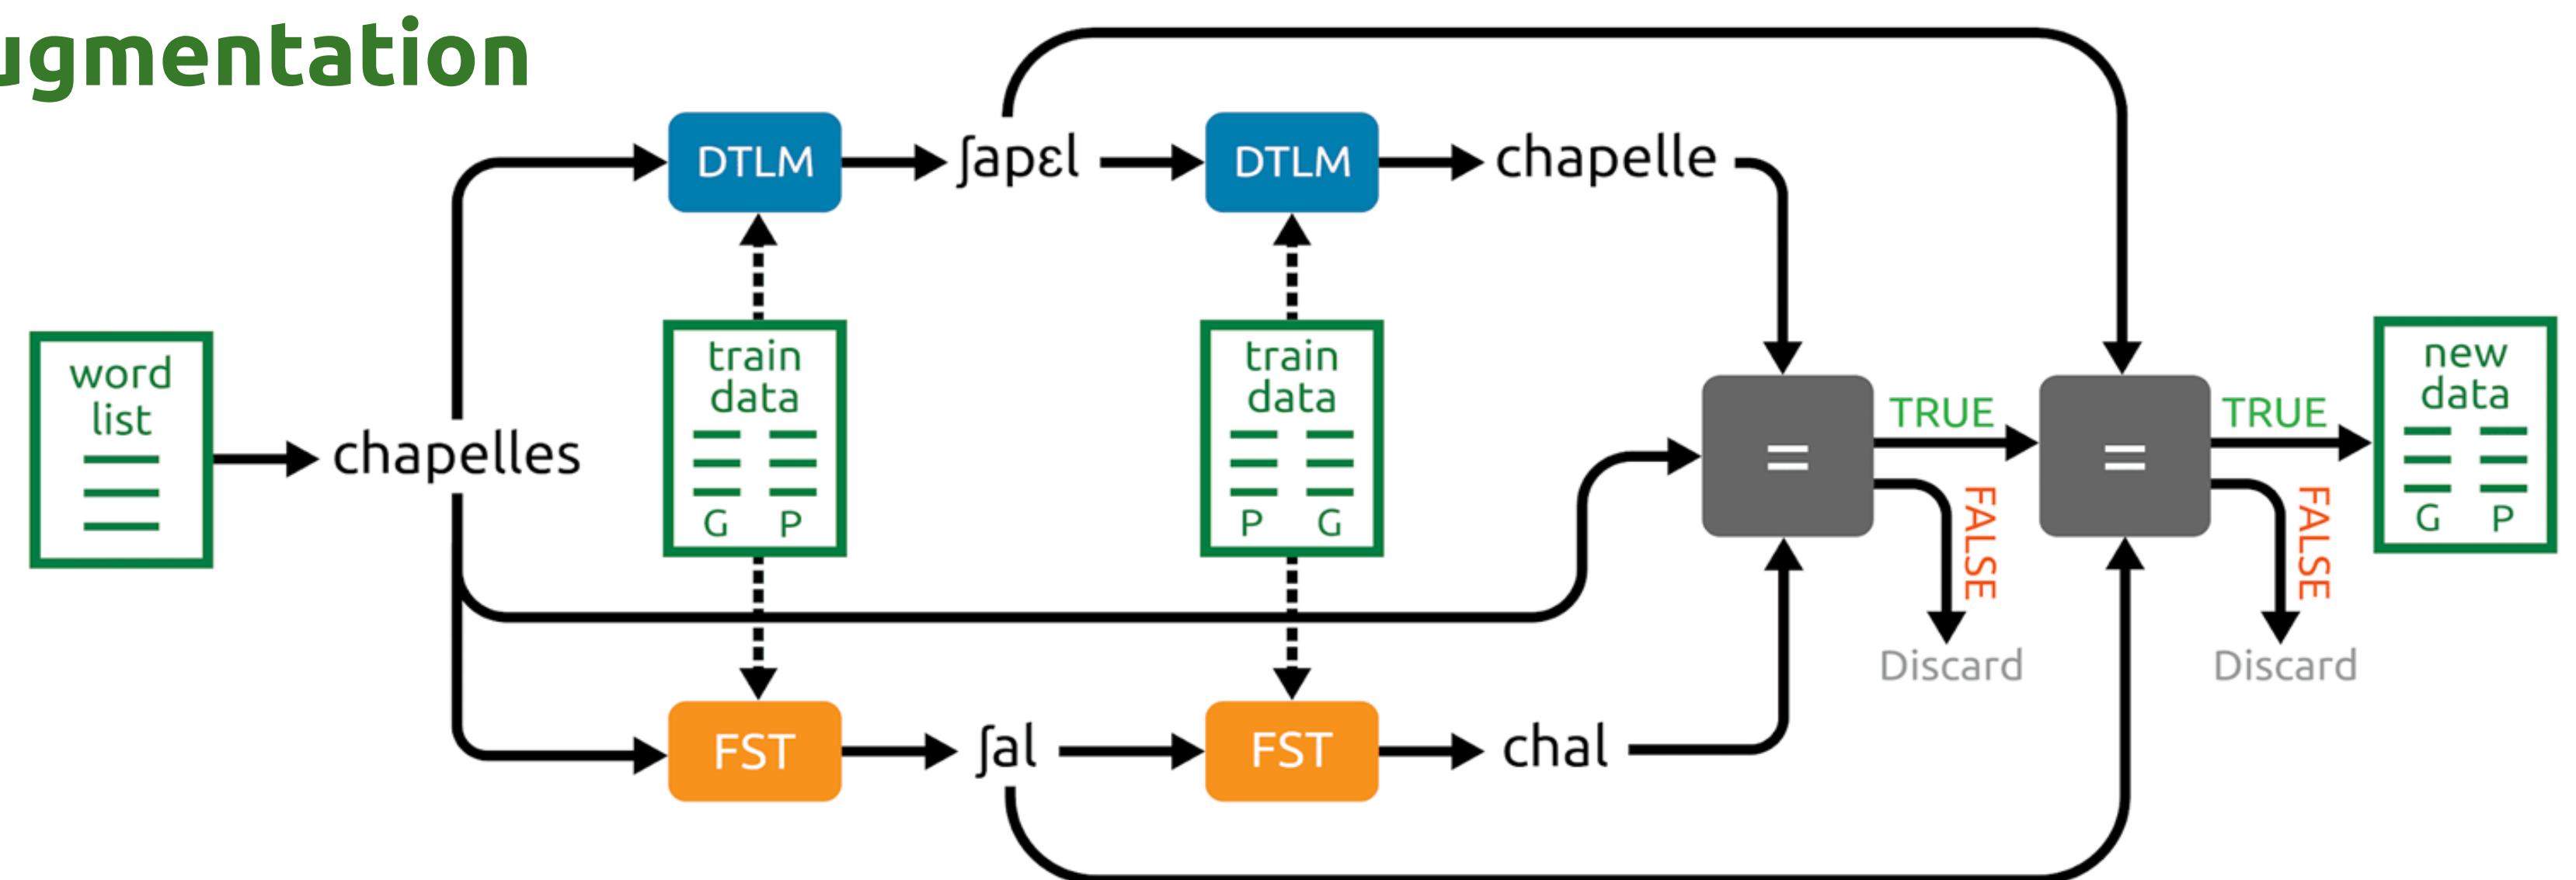 ugmentation
DTLM
ʃapɛl
DTLM
chapelle
word
list
chapelles
train
data
G P
train
data
P G
=
TRUE
FALSE
Discard
=
TRUE
FALSE
Discard
new
data
G P
FST
ʃal
FST
chal